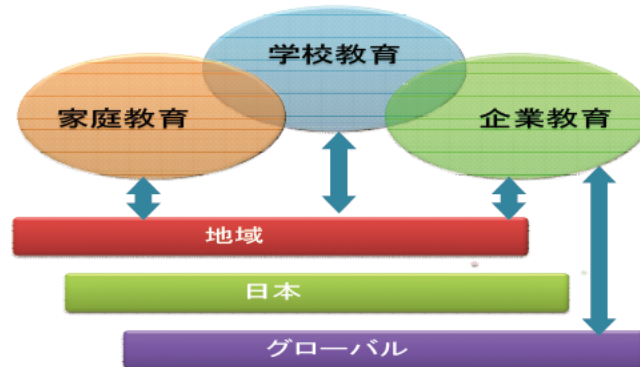 学校教育
家庭教育
企業教育
地域
日本
グローバル